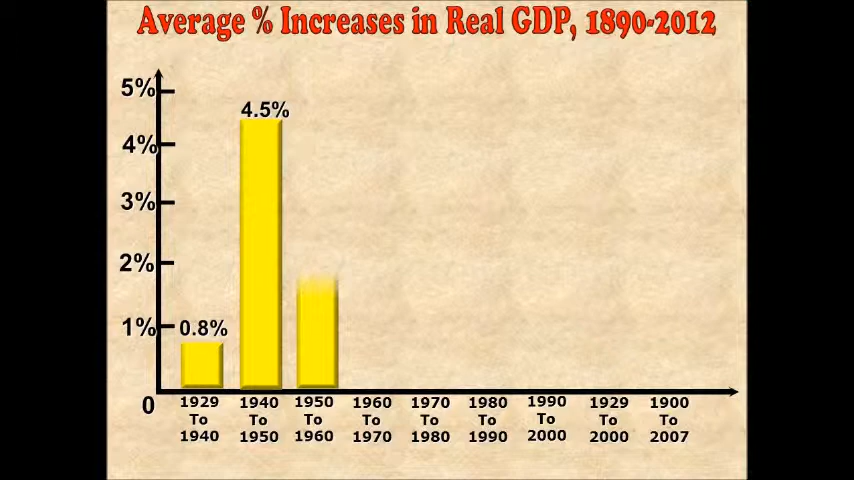 Average % Increases in Real GDP, 1890-2012
5%
4.5%
4%
3%
2%
1%
0.8%
0
1929 To 1940
1940 To 1950
1950 To 1960
1960 To 1970
1970 To 1980
1980 To 1990
1990 To 2000
1929 To 2000
1900 To 2007